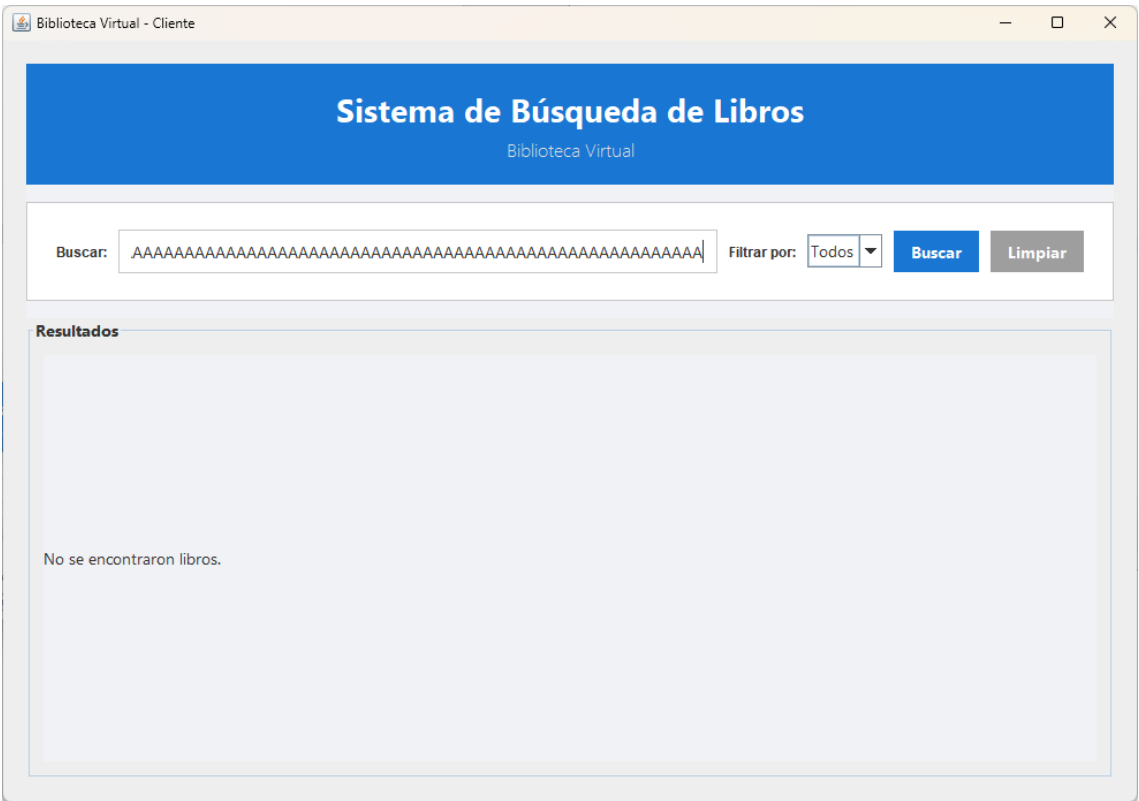 Biblioteca Virtual - Cliente
Sistema de Búsqueda de Libros
Biblioteca Virtual
Buscar: AAAAAAAAAAAAAAAAAAAAAAAAAAAAAAAAAAAAAAAAAAAAAAAAAAAAAAA Filtrar por: Todos Buscar Limpiar
Resultados
No se encontraron libros.